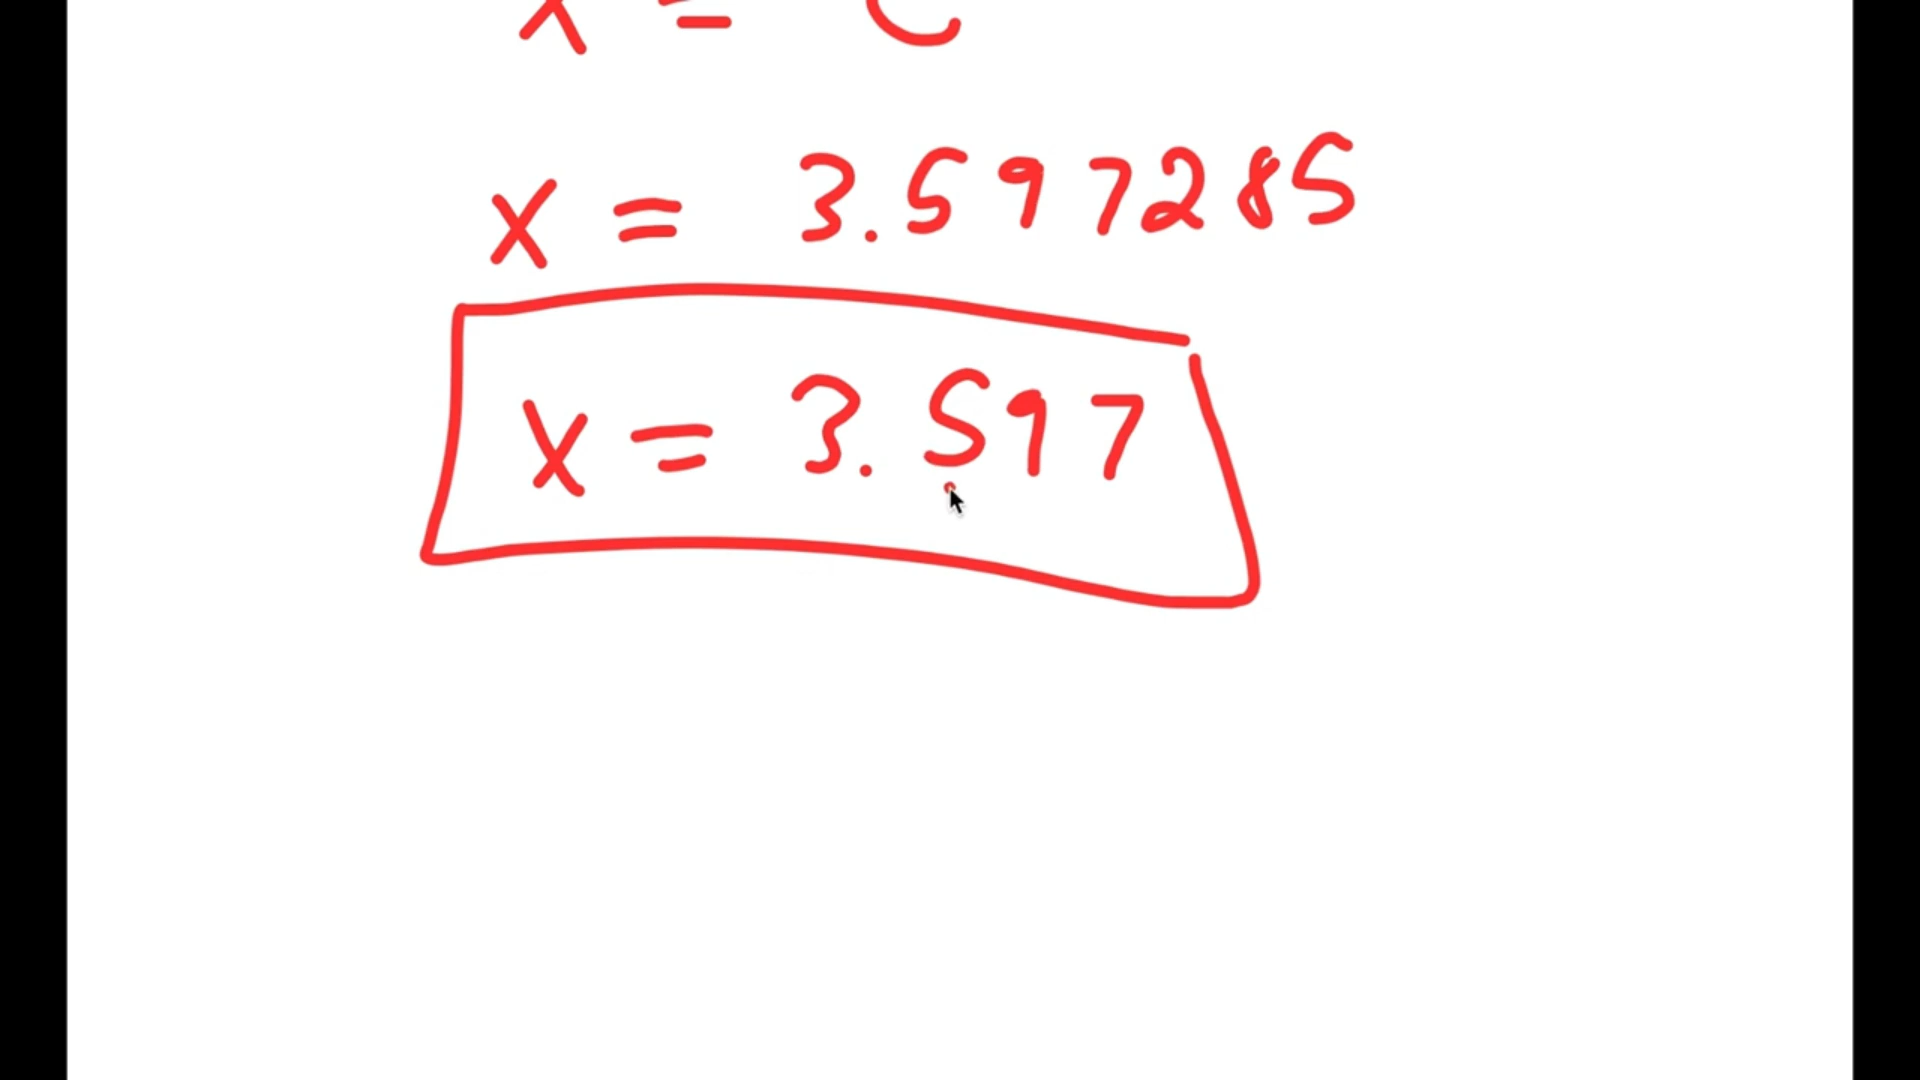 x =
x = 3.597285
x = 3.597